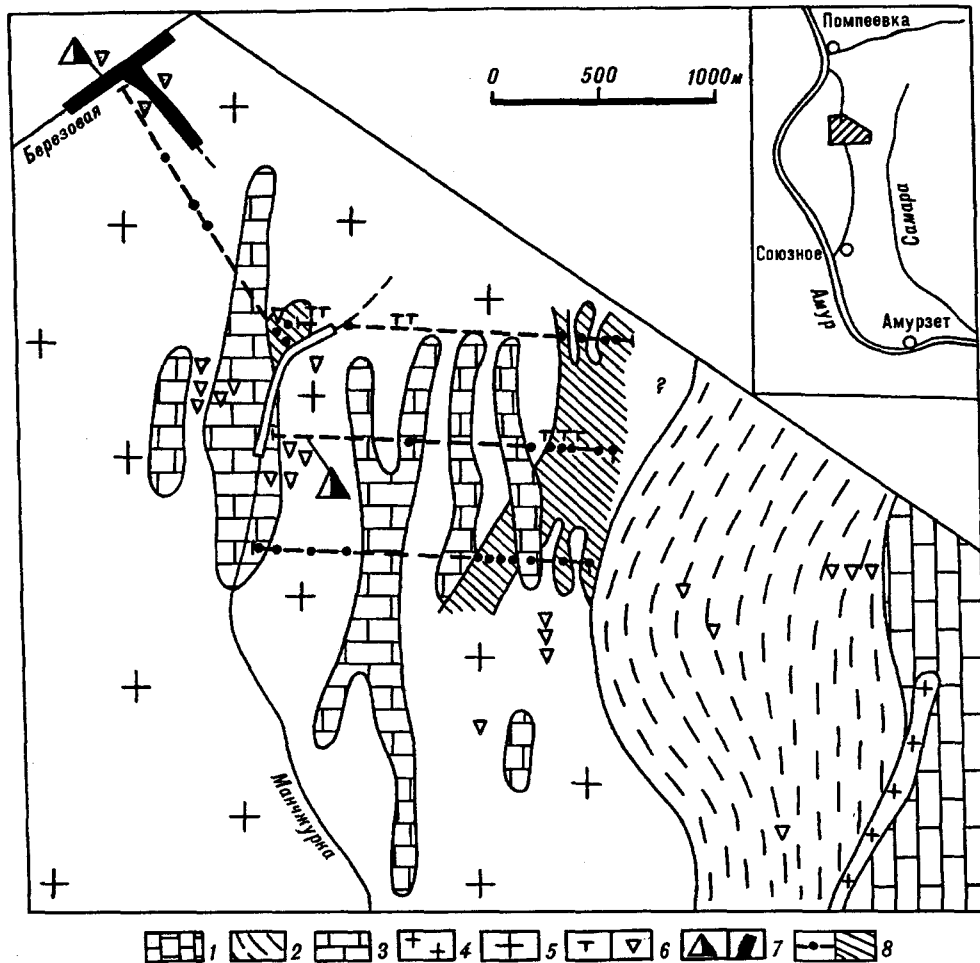 Помпеевка
0 500 1000м
Березовая
Самара
Союзное
Амур
Амурзет
?
Манчжурка
1 2 3 4 5 6 7 8